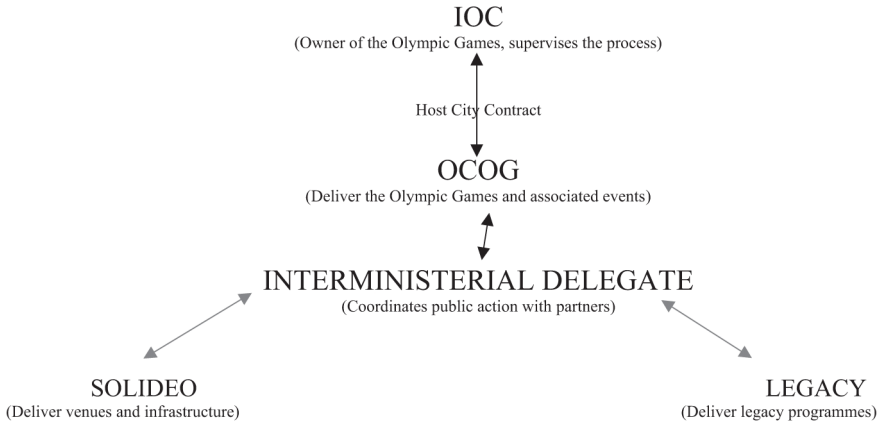 IOC
(Owner of the Olympic Games, supervises the process)
Host City Contract
OCOG
(Deliver the Olympic Games and associated events)
INTERMINISTERIAL DELEGATE
(Coordinates public action with partners)
SOLIDEO
(Deliver venues and infrastructure)
LEGACY
(Deliver legacy programmes)